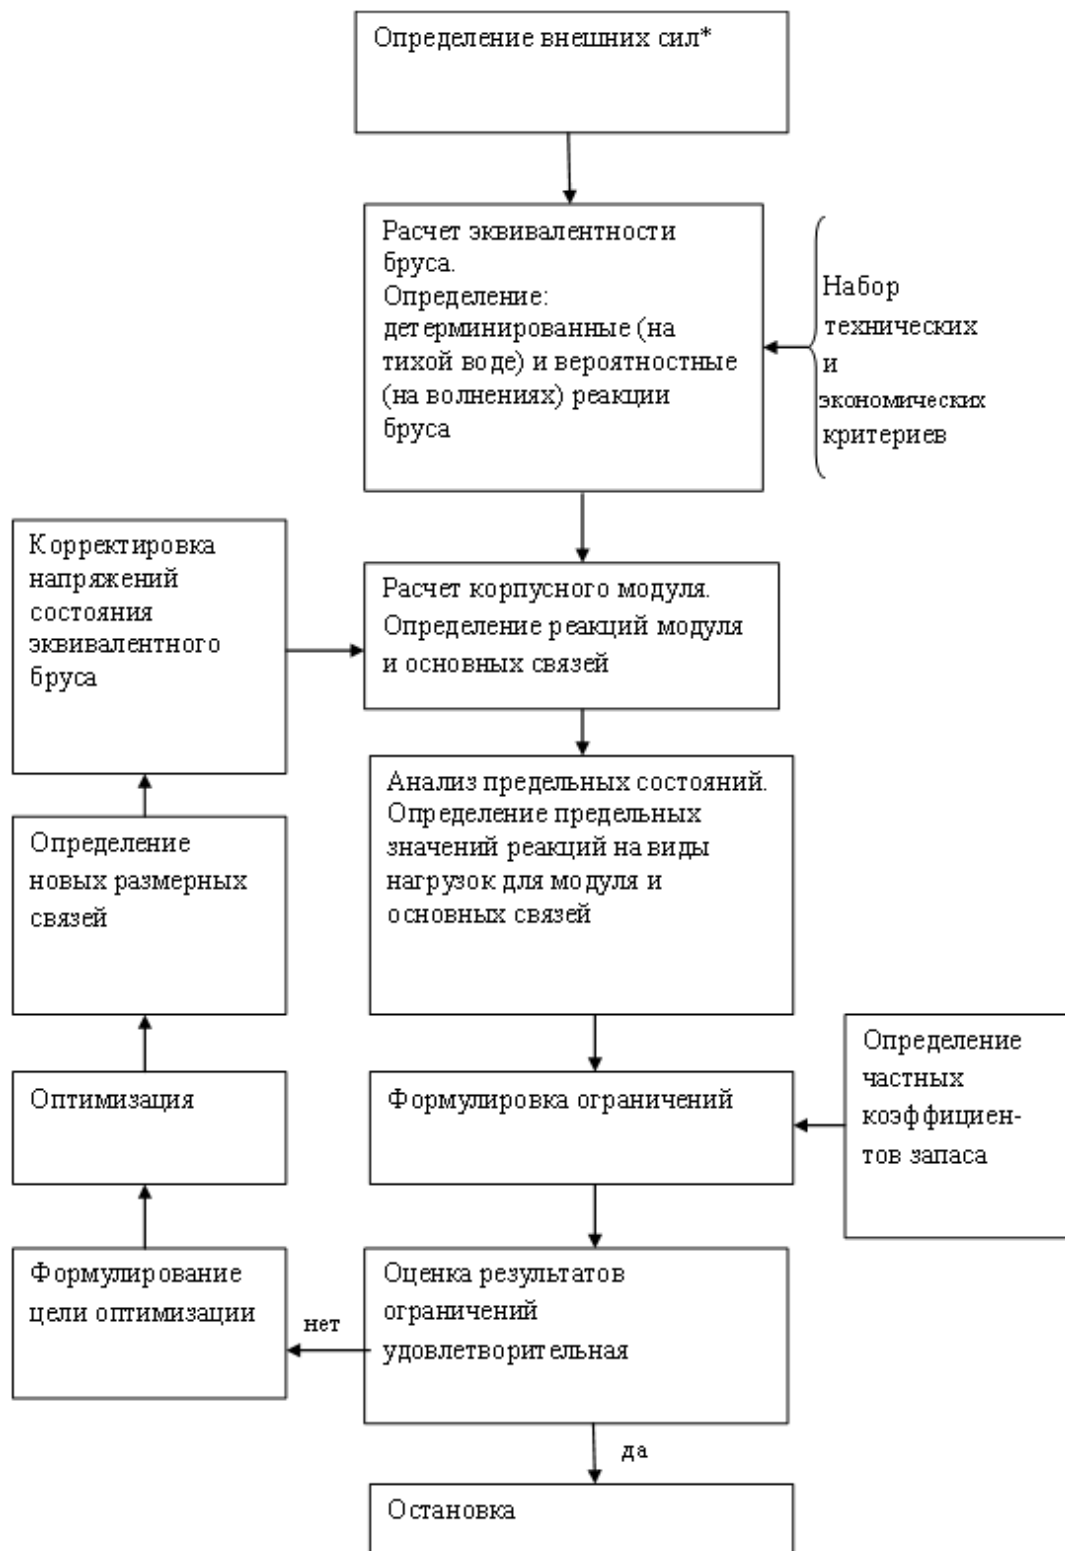 Определение внешних сил*
Расчет эквивалентности
бруса.
Определение:
детерминированные (на
тихой воде) и вероятностные
(на волнениях) реакции
бруса
Набор
технических
и
экономических
критериев
Корректировка
напряжений
состояния
эквивалентного
бруса
Расчет корпусного модуля.
Определение реакций модуля
и основных связей
Анализ предельных состояний.
Определение предельных
значений реакций на виды
нагрузок для модуля и
основных связей
Определение
новых размерных
связей
Определение
частных
коэффициен-
тов запаса
Оптимизация
Формулировка ограничений
Формулирование
цели оптимизации
нет
Оценка результатов
ограничений
удовлетворительная
да
Остановка